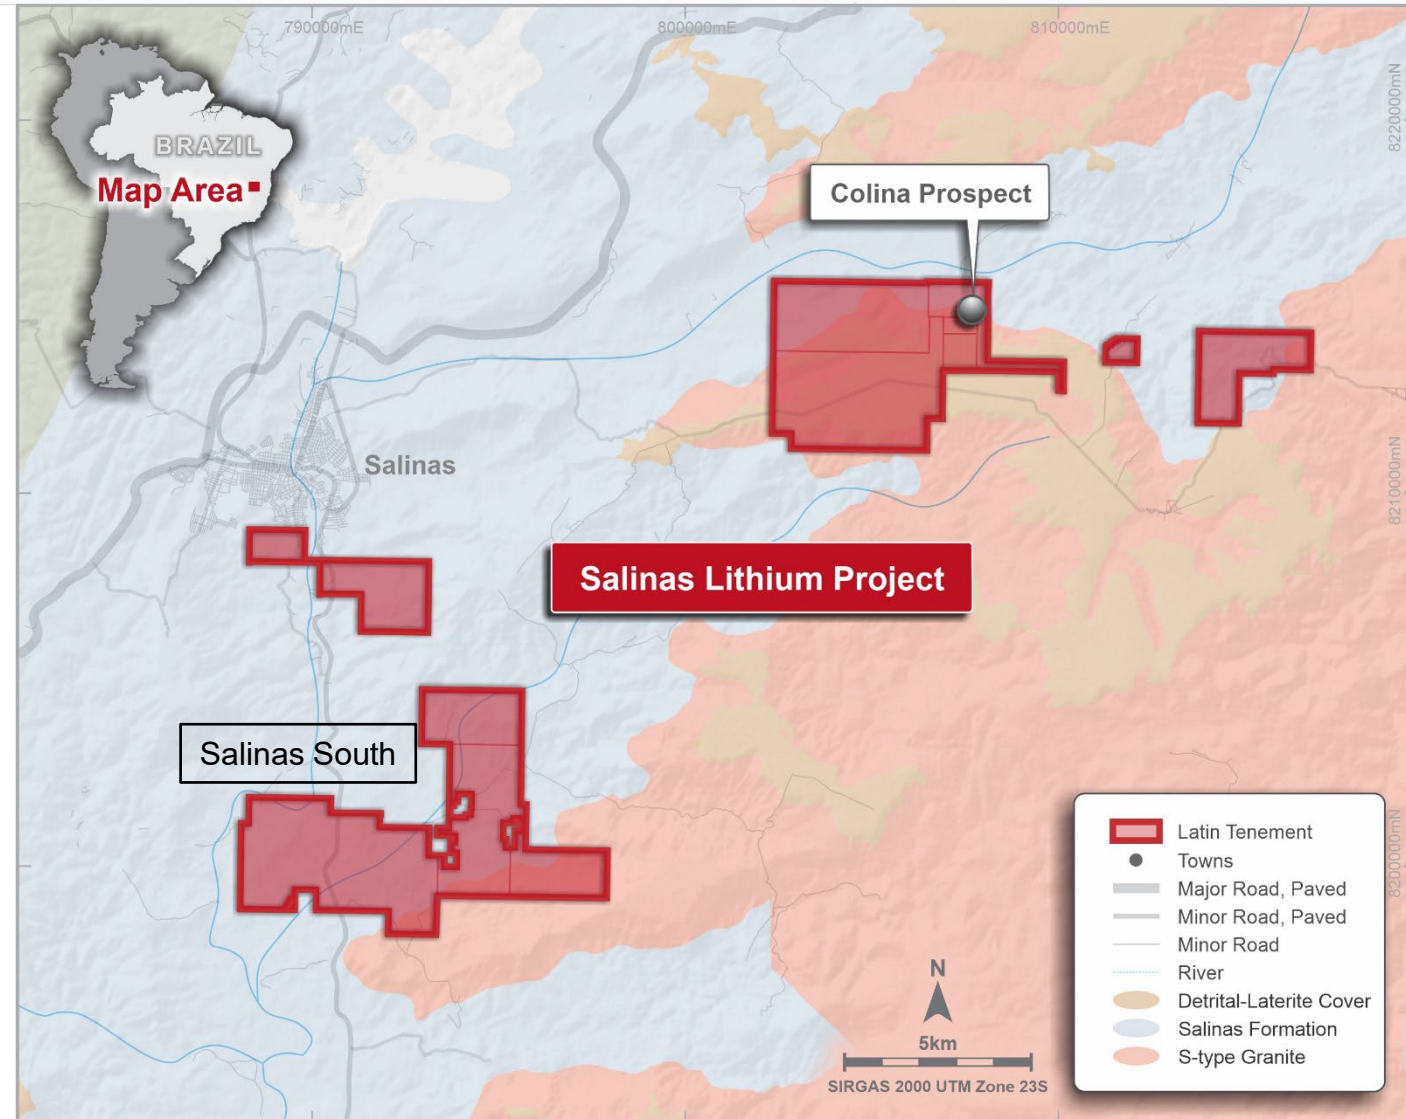 790000mE
800000mE
810000mE
8220000mN
BRAZIL
Map Area
Colina Prospect
Salinas
8210000mN
Salinas Lithium Project
Salinas South
8200000mN
Latin Tenement
Towns
Major Road, Paved
Minor Road, Paved
Minor Road
River
Detrital-Laterite Cover
Salinas Formation
S-type Granite
N
5km
SIRGAS 2000 UTM Zone 23S